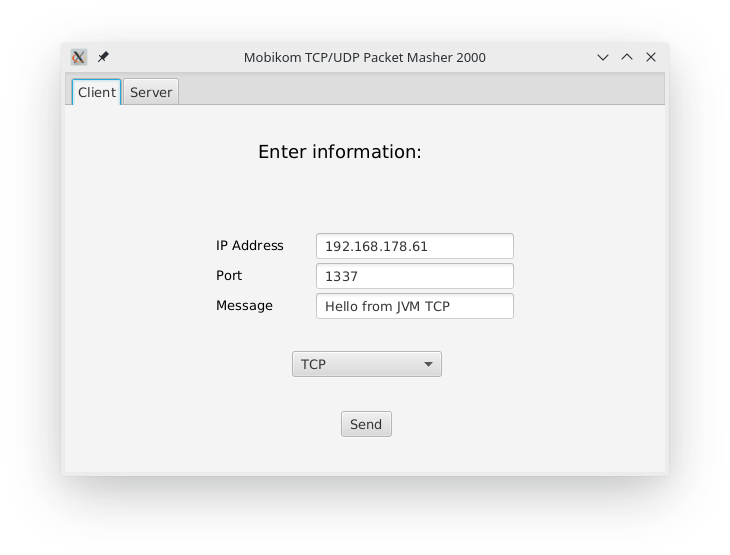 Mobikom TCP/UDP Packet Masher 2000
Client Server
Enter information:
IP Address 192.168.178.61
Port 1337
Message Hello from JVM TCP
TCP
Send